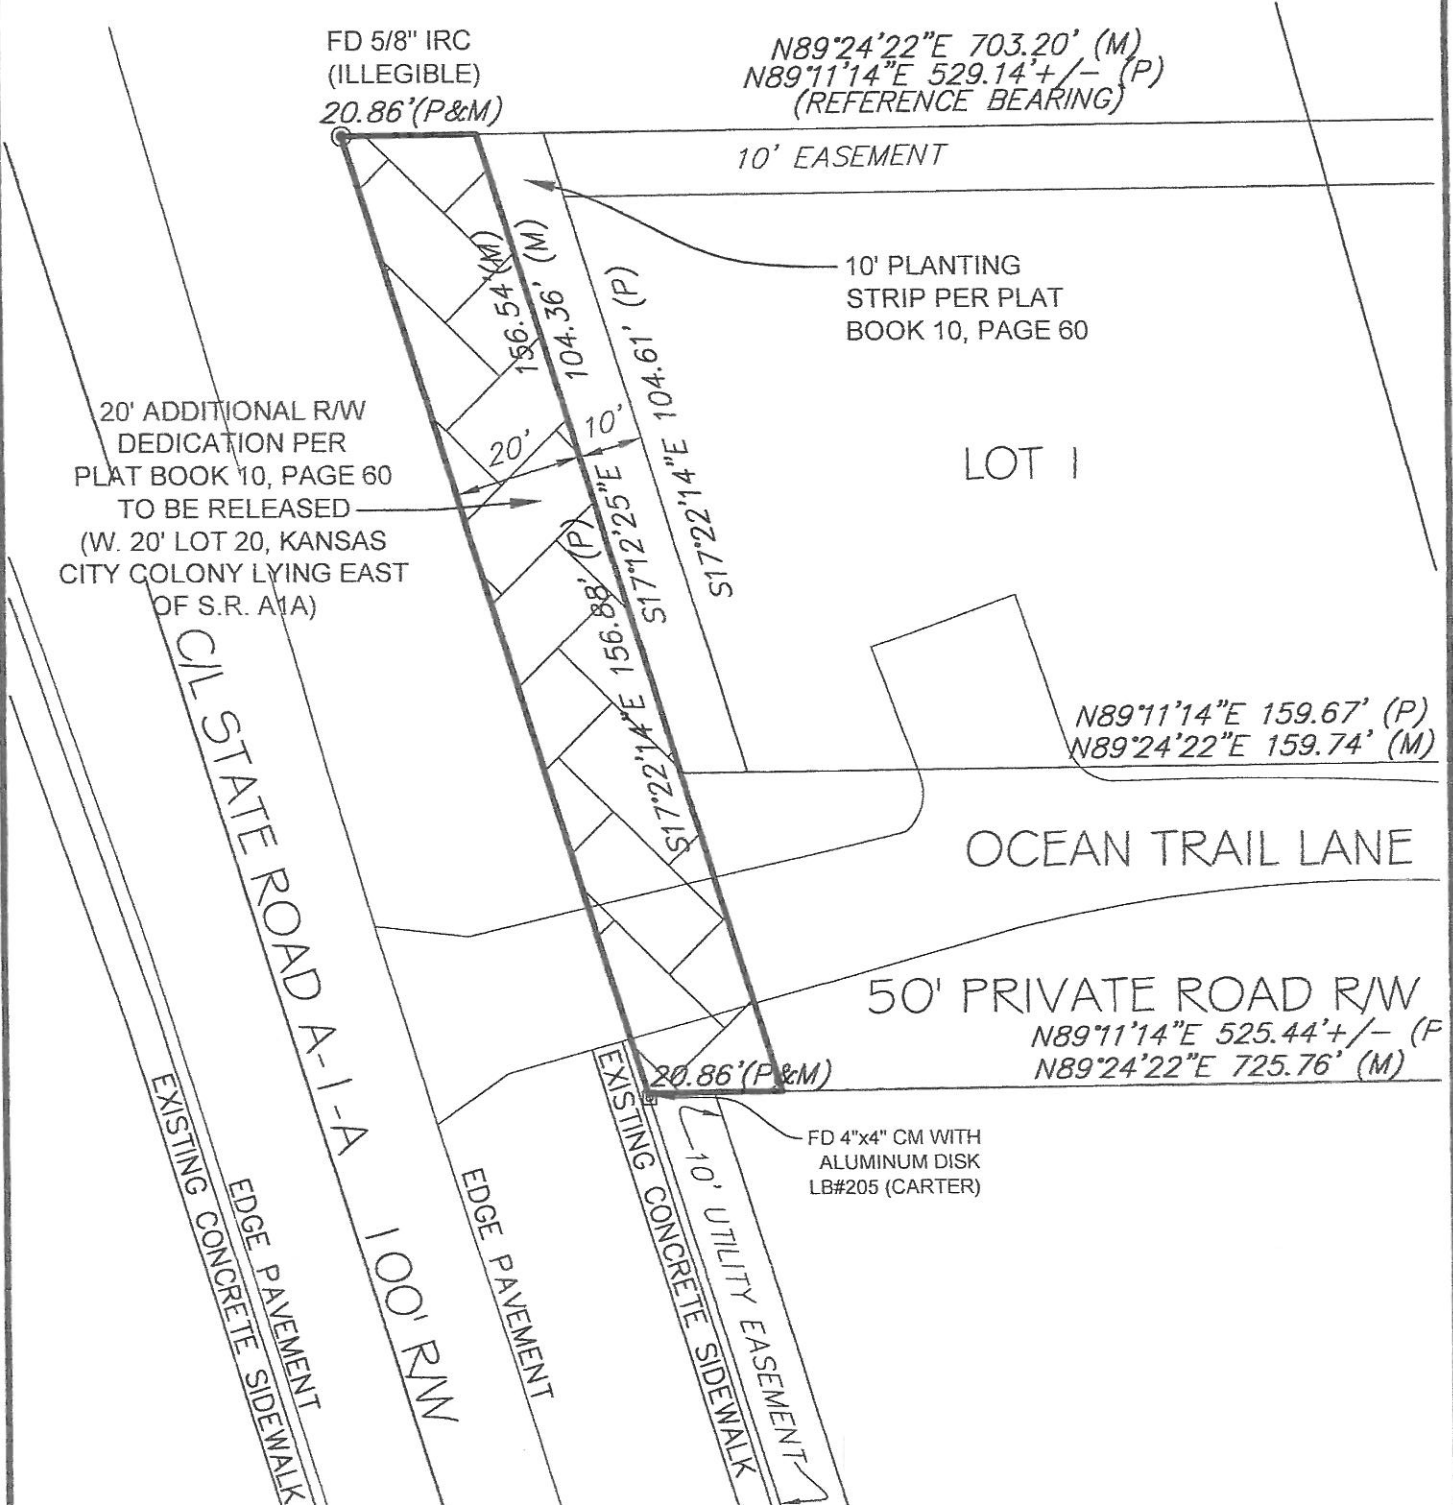 FD 5/8" IRC
(ILLEGIBLE)
20.86'(P&M)
N89°24'22"E 703.20' (M)
N89°11'14"E 529.14'+/- (P)
(REFERENCE BEARING)
10' EASEMENT
10' PLANTING
STRIP PER PLAT
BOOK 10, PAGE 60
156.54'(M)
104.36' (M)
S17°12'25"E
S17°22'14"E 104.61' (P)
20' ADDITIONAL R/W
DEDICATION PER
PLAT BOOK 10, PAGE 60
TO BE RELEASED
(W. 20' LOT 20, KANSAS
CITY COLONY LYING EAST
OF S.R. A1A)
20'
10'
LOT 1
S17°22'14"E 156.88' (P)
C/L STATE ROAD A-1-A 100' R/W
N89°11'14"E 159.67' (P)
N89°24'22"E 159.74' (M)
OCEAN TRAIL LANE
50' PRIVATE ROAD R/W
N89°11'14"E 525.44'+/- (P
N89°24'22"E 725.76' (M)
20.86'(P&M)
FD 4"x4" CM WITH
ALUMINUM DISK
LB#205 (CARTER)
EXISTING CONCRETE SIDEWALK
EDGE PAVEMENT
EDGE PAVEMENT
EXISTING CONCRETE SIDEWALK
10' UTILITY EASEMENT